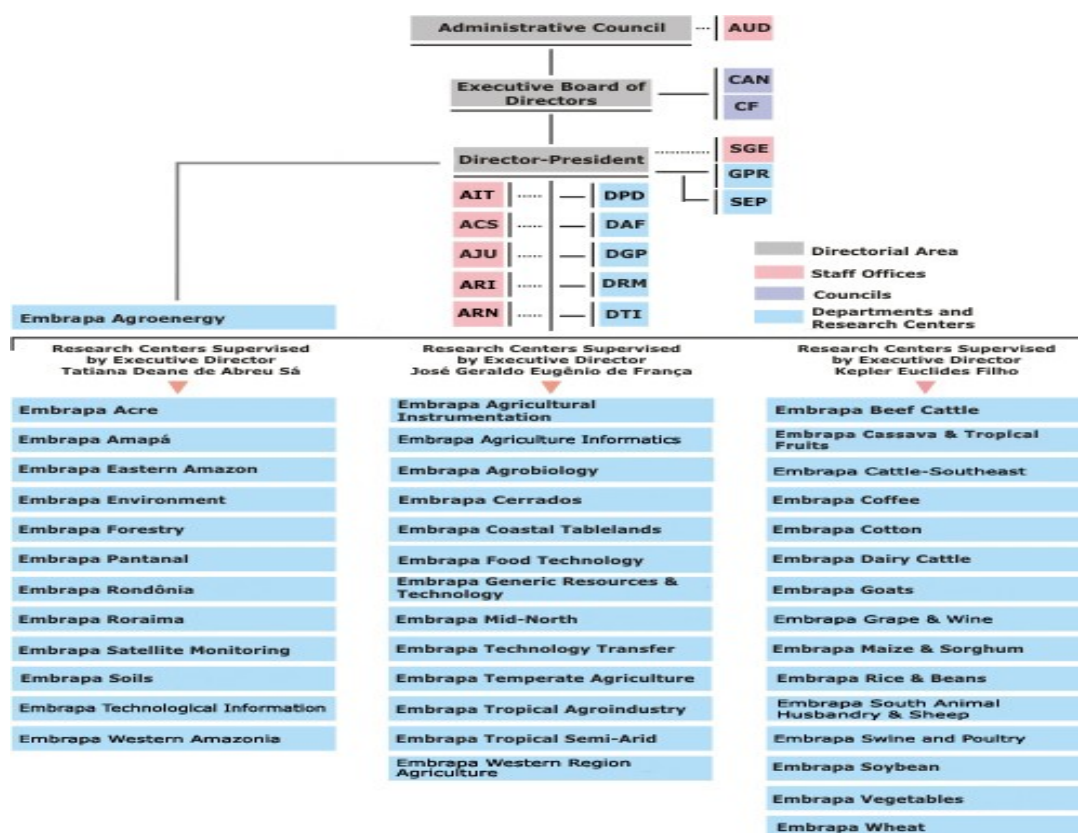 Administrative Council
AUD
Executive Board of
Directors
CAN
CF
Director-President
SGE
GPR
SEP
AIT
DPD
ACS
DAF
AJU
DGP
ARI
DRM
ARN
DTI
Directorial Area
Staff Offices
Councils
Departments and
Research Centers
Embrapa Agroenergy
Research Centers Supervised
by Executive Director
Tatiana Deane de Abreu Sá
Embrapa Acre
Embrapa Amapá
Embrapa Eastern Amazon
Embrapa Environment
Embrapa Forestry
Embrapa Pantanal
Embrapa Rondônia
Embrapa Roraima
Embrapa Satellite Monitoring
Embrapa Soils
Embrapa Technological Information
Embrapa Western Amazonia
Research Centers Supervised
by Executive Director
José Geraldo Eugênio de França
Embrapa Agricultural
Instrumentation
Embrapa Agriculture Informatics
Embrapa Agrobiology
Embrapa Cerrados
Embrapa Coastal Tablelands
Embrapa Food Technology
Embrapa Generic Resources &
Technology
Embrapa Mid-North
Embrapa Technology Transfer
Embrapa Temperate Agriculture
Embrapa Tropical Agroindustry
Embrapa Tropical Semi-Arid
Embrapa Western Region
Agriculture
Research Centers Supervised
by Executive Director
Kepler Euclides Filho
Embrapa Beef Cattle
Embrapa Cassava & Tropical
Fruits
Embrapa Cattle-Southeast
Embrapa Coffee
Embrapa Cotton
Embrapa Dairy Cattle
Embrapa Goats
Embrapa Grape & Wine
Embrapa Maize & Sorghum
Embrapa Rice & Beans
Embrapa South Animal
Husbandry & Sheep
Embrapa Swine and Poultry
Embrapa Soybean
Embrapa Vegetables
Embrapa Wheat